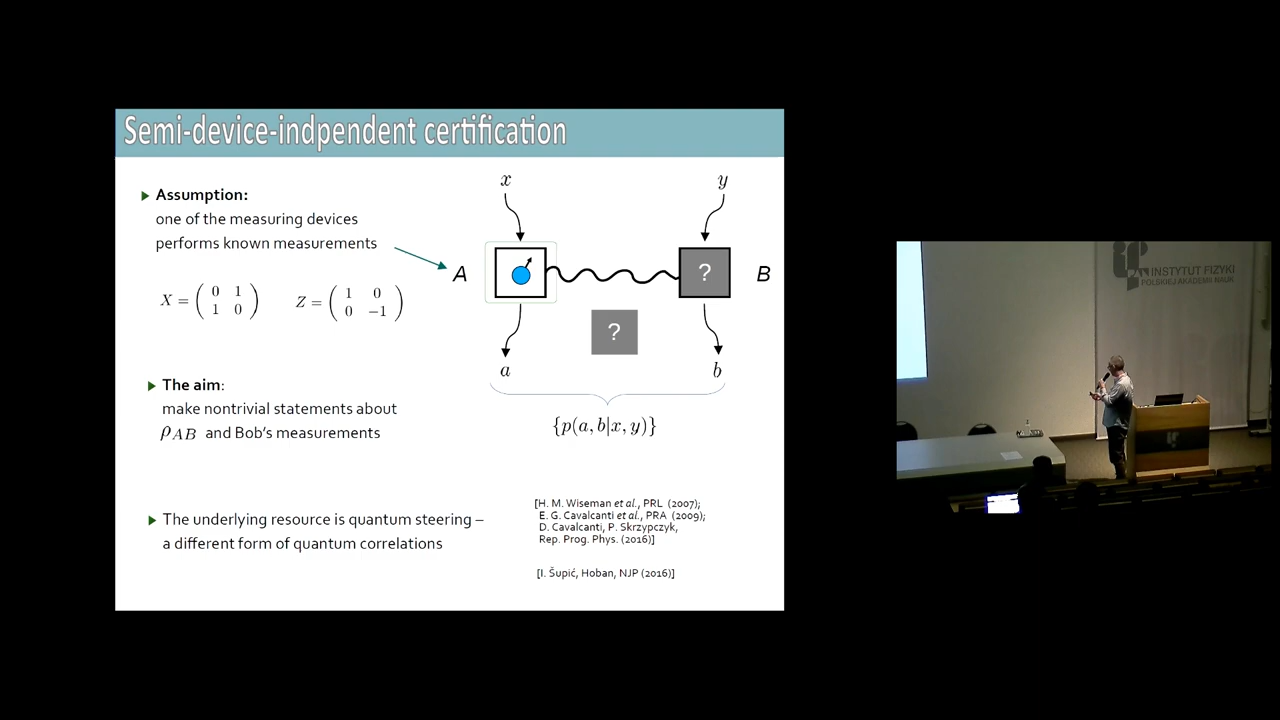 Semi-device-indpendent certification
Assumption:
one of the measuring devices
performs known measurements
X = ( 0 1
1 0 )
Z = ( 1 0
0 −1 )
The aim:
make nontrivial statements about
ρAB and Bob's measurements
The underlying resource is quantum steering –
a different form of quantum correlations
x
y
A
?
B
?
a
b
{p(a, b|x, y)}
[H. M. Wiseman et al., PRL (2007);
E. G. Cavalcanti et al., PRA (2009);
D. Cavalcanti, P. Skrzypczyk,
Rep. Prog. Phys. (2016)]
[I. Šupić, Hoban, NJP (2016)]
INSTYTUT FIZYKI
POLSKIEJ AKADEMII NAUK